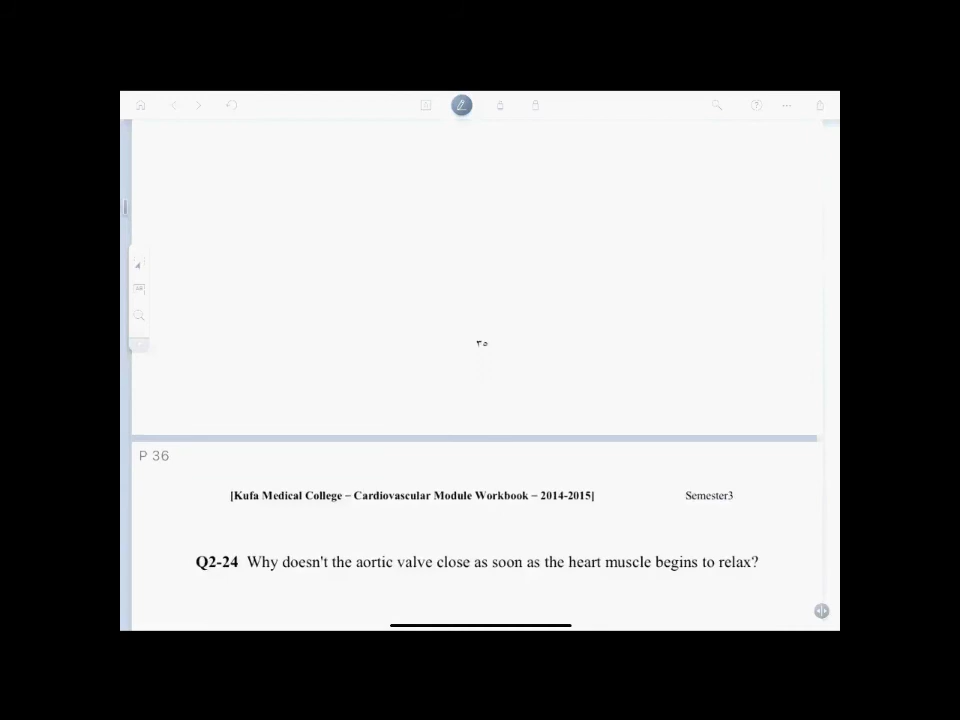 ٣٥
P 36
[Kufa Medical College – Cardiovascular Module Workbook – 2014-2015] Semester3
Q2-24 Why doesn't the aortic valve close as soon as the heart muscle begins to relax?